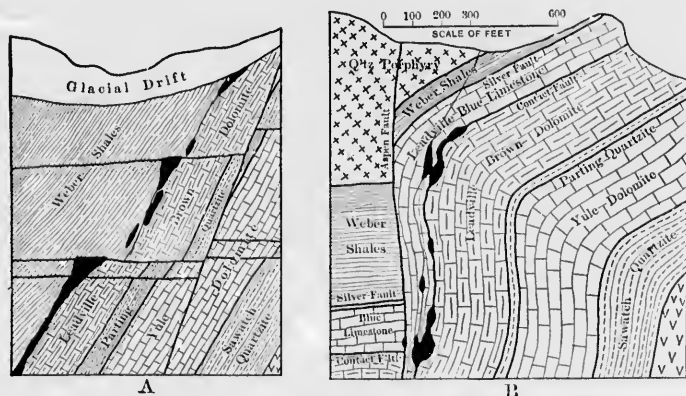 Glacial Drift
Weber Shales
Dolomite
Brown
Quartzite
Dolomite
Leadville
Parting
Yule
Sawatch
Quartzite
A
0 100 200 300 600
SCALE OF FEET
Qtz Porphyry
Aspen Fault
Weber Shales
Silver Fault
Leadville Blue Limestone
Contact Fault
Brown Dolomite
Leadville
Parting Quartzite
Yule Dolomite
Sawatch Quartzite
Weber
Shales
Silver Fault
Blue
Limestone
Contact Flt.
B